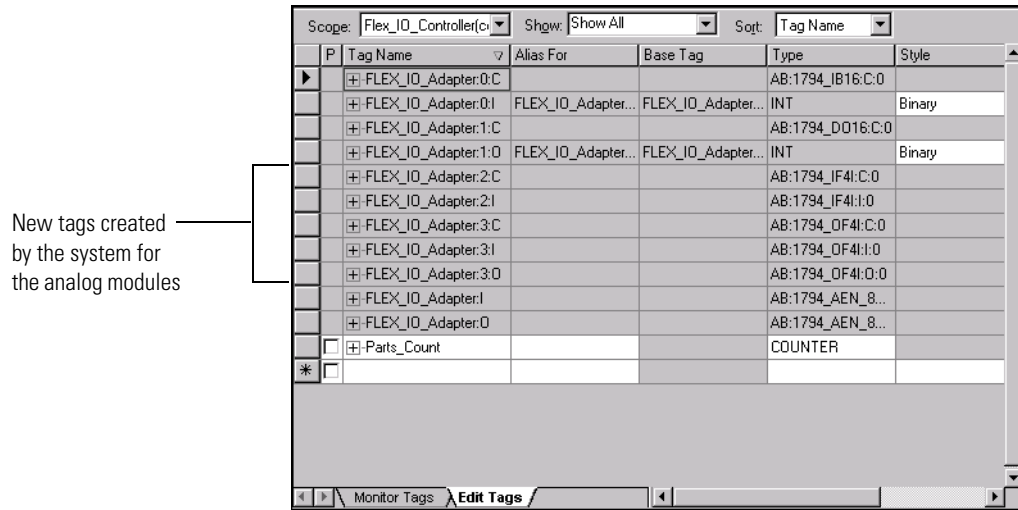 Scope: Flex_IO_Controller(c Show: Show All Sort: Tag Name
P Tag Name Alias For Base Tag Type Style
FLEX_IO_Adapter:0:C AB:1794_IB16:C:0
FLEX_IO_Adapter:0:I FLEX_IO_Adapter... FLEX_IO_Adapter... INT Binary
FLEX_IO_Adapter:1:C AB:1794_DO16:C:0
FLEX_IO_Adapter:1:O FLEX_IO_Adapter... FLEX_IO_Adapter... INT Binary
FLEX_IO_Adapter:2:C AB:1794_IF4I:C:0
FLEX_IO_Adapter:2:I AB:1794_IF4I:I:0
FLEX_IO_Adapter:3:C AB:1794_OF4I:C:0
FLEX_IO_Adapter:3:I AB:1794_OF4I:I:0
FLEX_IO_Adapter:3:O AB:1794_OF4I:O:0
FLEX_IO_Adapter:I AB:1794_AEN_8...
FLEX_IO_Adapter:O AB:1794_AEN_8...
Parts_Count COUNTER
New tags created
by the system for
the analog modules
Monitor Tags Edit Tags